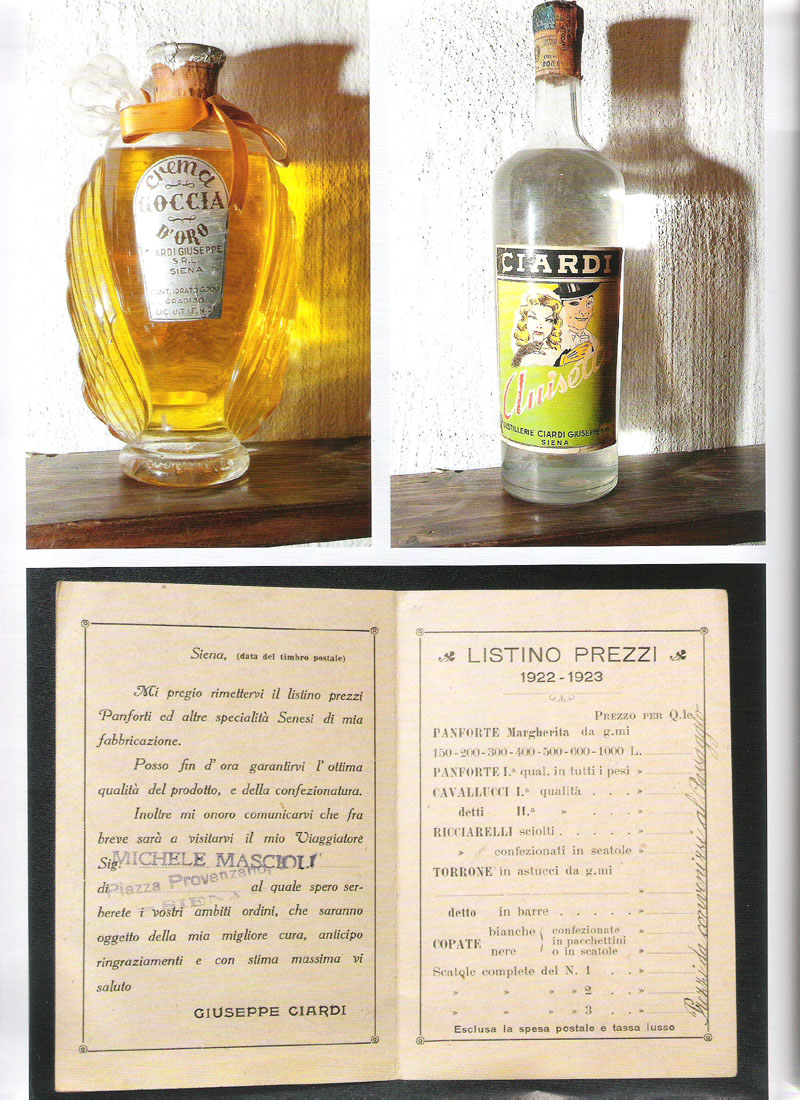 crema
GOCCIA
D'ORO
CIARDI GIUSEPPE
S.R.L.
SIENA
GRADI 30
CIARDI
Anisetta
DISTILLERIE CIARDI GIUSEPPE
SIENA
Siena, (data del timbro postale)
Mi pregio rimettervi il listino prezzi
Panforti ed altre specialità Senesi di mia
fabbricazione.
Posso fin d'ora garantirvi l'ottima
qualità del prodotto, e della confezionatura.
Inoltre mi onoro comunicarvi che fra
breve sarà a visitarvi il mio Viaggiatore
Sig. MICHELE MASCIOLI
di Piazza Provenzano, al quale spero ser-
SIENA
berete i vostri ambiti ordini, che saranno
oggetto della mia migliore cura, anticipo
ringraziamenti e con stima massima vi
saluto
GIUSEPPE CIARDI
LISTINO PREZZI
1922-1923
PREZZO PER Q.le
PANFORTE Margherita da g.mi
150-200-300-400-500-600-1000 L.
PANFORTE I.ª qual. in tutti i pesi »
CAVALLUCCI I.ª qualità . . . »
detti II.ª » . . . »
RICCIARELLI sciolti . . . . . »
» confezionati in scatole »
TORRONE in astucci da g.mi
»
detto in barre . . . . . »
COPATE bianche nere { confezionate in pacchettini o in scatole » »
Scatole complete del N. 1 . . »
» » » » 2 . . »
» » » » 3 . . »
Esclusa la spesa postale e tassa lusso
Prezzi da convenirsi al passaggio